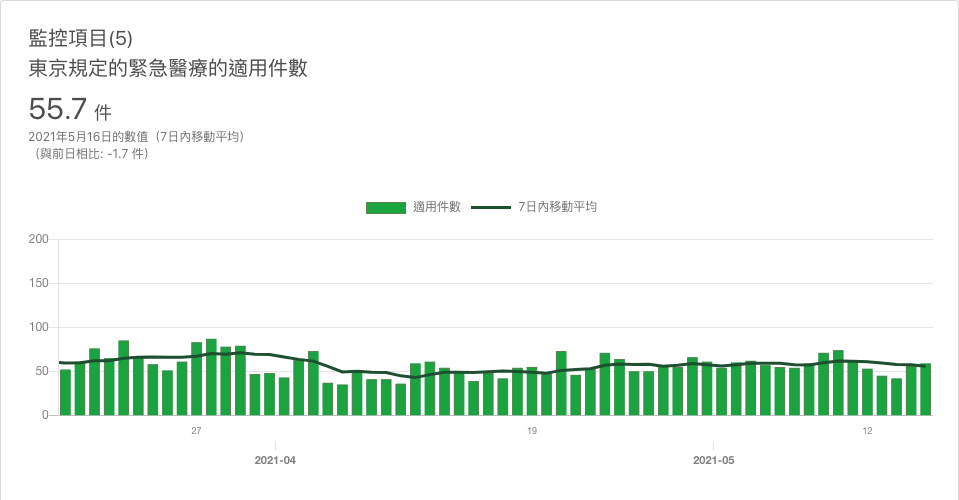 監控項目(5)
東京規定的緊急醫療的適用件數
55.7 件
2021年5月16日的數值（7日內移動平均）
（與前日相比: -1.7 件）
適用件數 7日內移動平均
200
150
100
50
0
27 19 12
2021-04 2021-05